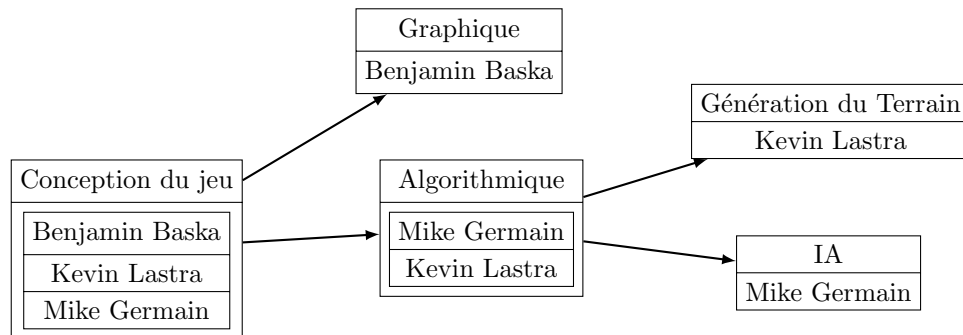 Graphique
Benjamin Baska
Génération du Terrain
Kevin Lastra
Conception du jeu
Benjamin Baska
Kevin Lastra
Mike Germain
Algorithmique
Mike Germain
Kevin Lastra
IA
Mike Germain